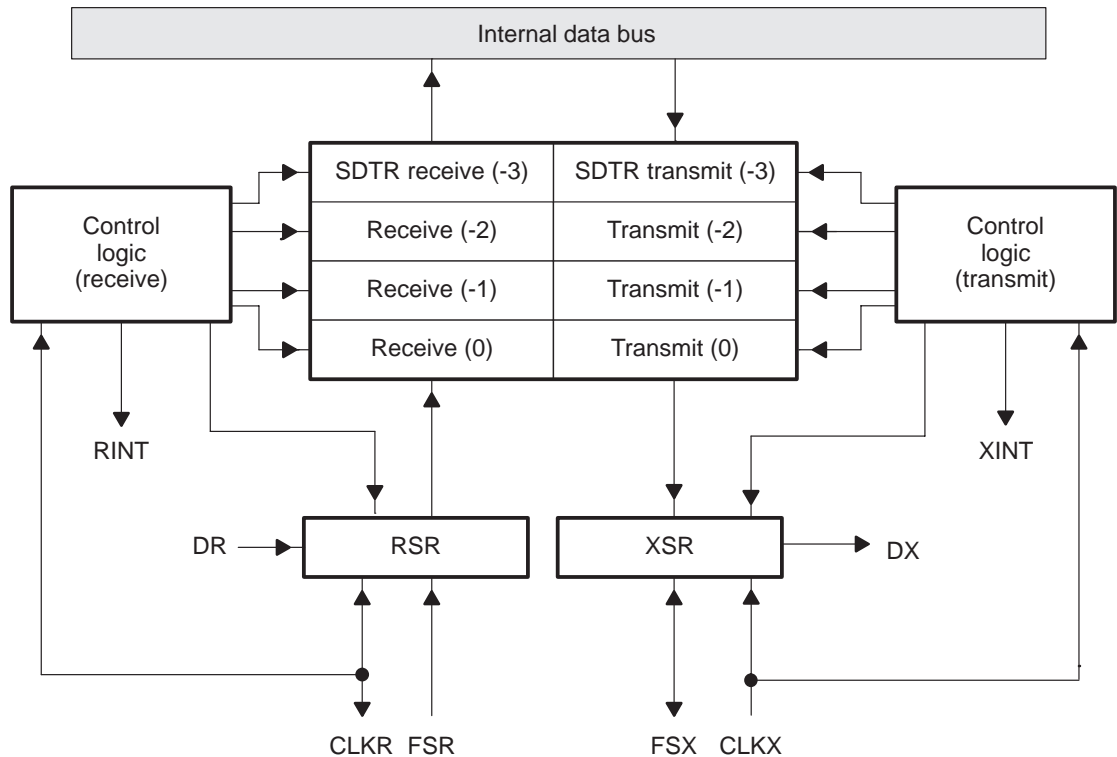 Internal data bus
SDTR receive (-3)
SDTR transmit (-3)
Control
logic
(receive)
Receive (-2)
Transmit (-2)
Control
logic
(transmit)
Receive (-1)
Transmit (-1)
Receive (0)
Transmit (0)
RINT
XINT
DR
RSR
XSR
DX
CLKR
FSR
FSX
CLKX